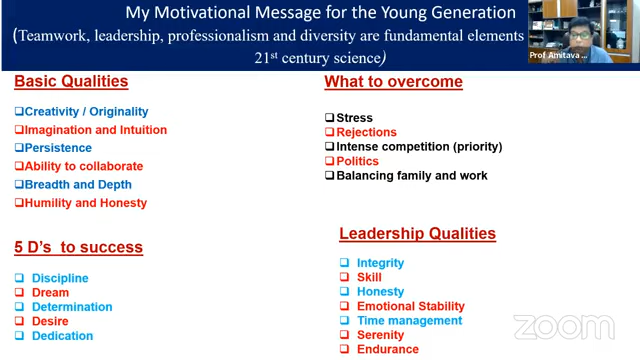 My Motivational Message for the Young Generation
(Teamwork, leadership, professionalism and diversity are fundamental elements
21st century science)
Prof Amitava ...
Basic Qualities
Creativity / Originality
Imagination and Intuition
Persistence
Ability to collaborate
Breadth and Depth
Humility and Honesty
What to overcome
Stress
Rejections
Intense competition (priority)
Politics
Balancing family and work
5 D's to success
Discipline
Dream
Determination
Desire
Dedication
Leadership Qualities
Integrity
Skill
Honesty
Emotional Stability
Time management
Serenity
Endurance
zoom